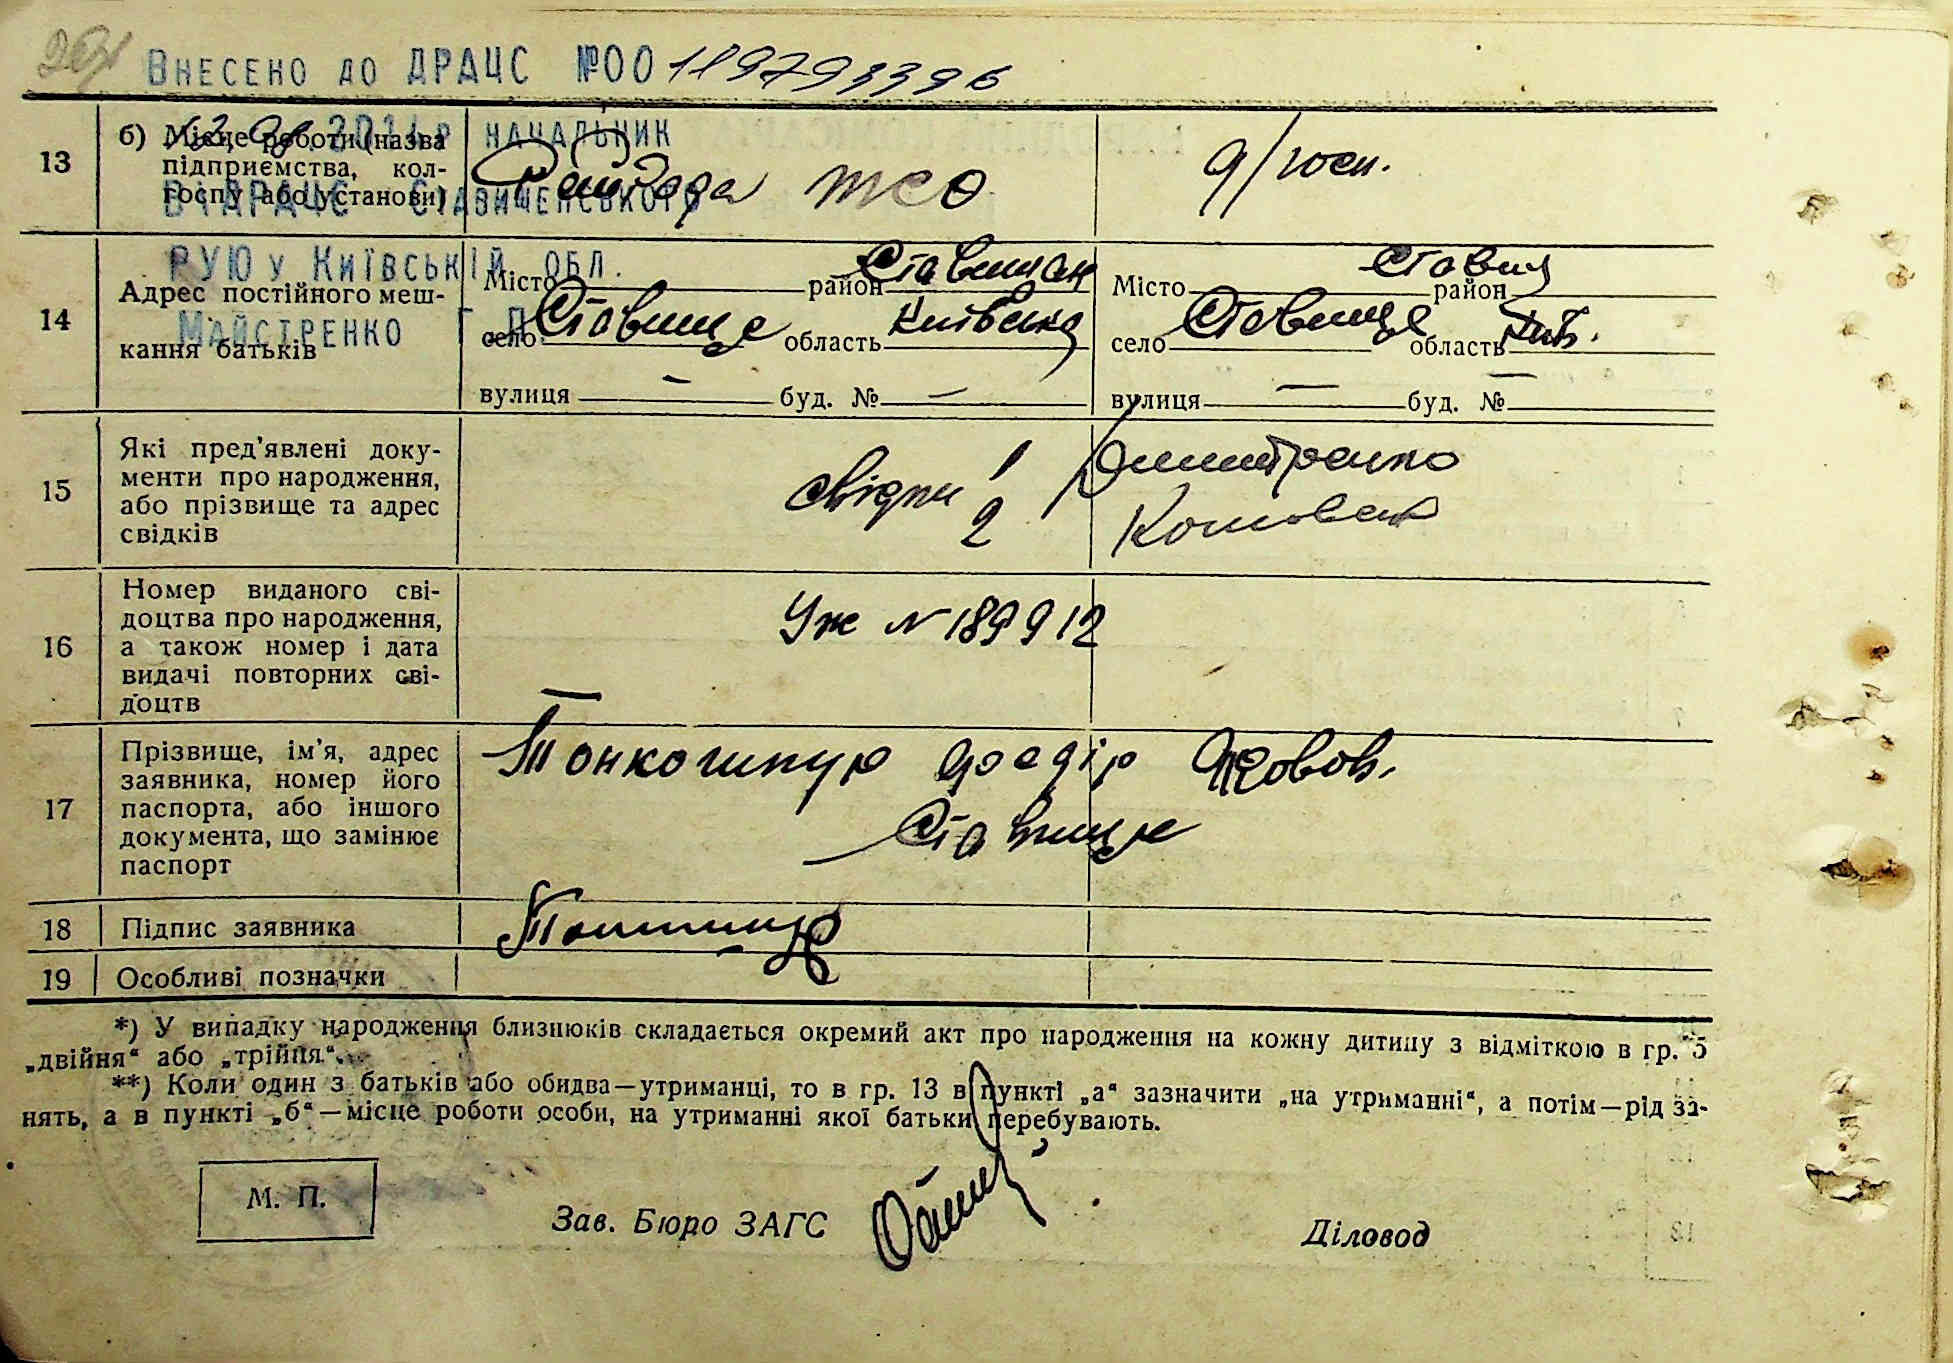 Внесено до ДРАЦС №00119793396
13
б) Місце роботи (назва підприємства, колгоспу або установи)
начальник
Відрацс Ставищенського
Райрада ТСО
д/госп.
РУЮ у Київській обл.
Майстренко Г П
14
Адрес постійного мешкання батьків
Місто район Ставищан
село Ставище область Київська
вулиця — буд. № —
Місто район Ставищ
село Ставище область Київ.
вулиця — буд. № —
15
Які пред'явлені документи про народження, або прізвище та адрес свідків
свідки 1 Дмитренко
2
16
Номер виданого свідоцтва про народження, а також номер і дата видачі повторних свідоцтв
Уж № 189912
17
Прізвище, ім'я, адрес заявника, номер його паспорта, або іншого документа, що замінює паспорт
Федір
Ставище
18
Підпис заявника
19
Особливі позначки
*) У випадку народження близнюків складається окремий акт про народження на кожну дитину з відміткою в гр. 5
„двійня“ або „трійня“.
**) Коли один з батьків або обидва—утриманці, то в гр. 13 в пункті „а“ зазначити „на утриманні“, а потім—рід за-
нять, а в пункті „б“—місце роботи особи, на утриманні якої батьки перебувають.
М. П.
Зав. Бюро ЗАГС
Діловод